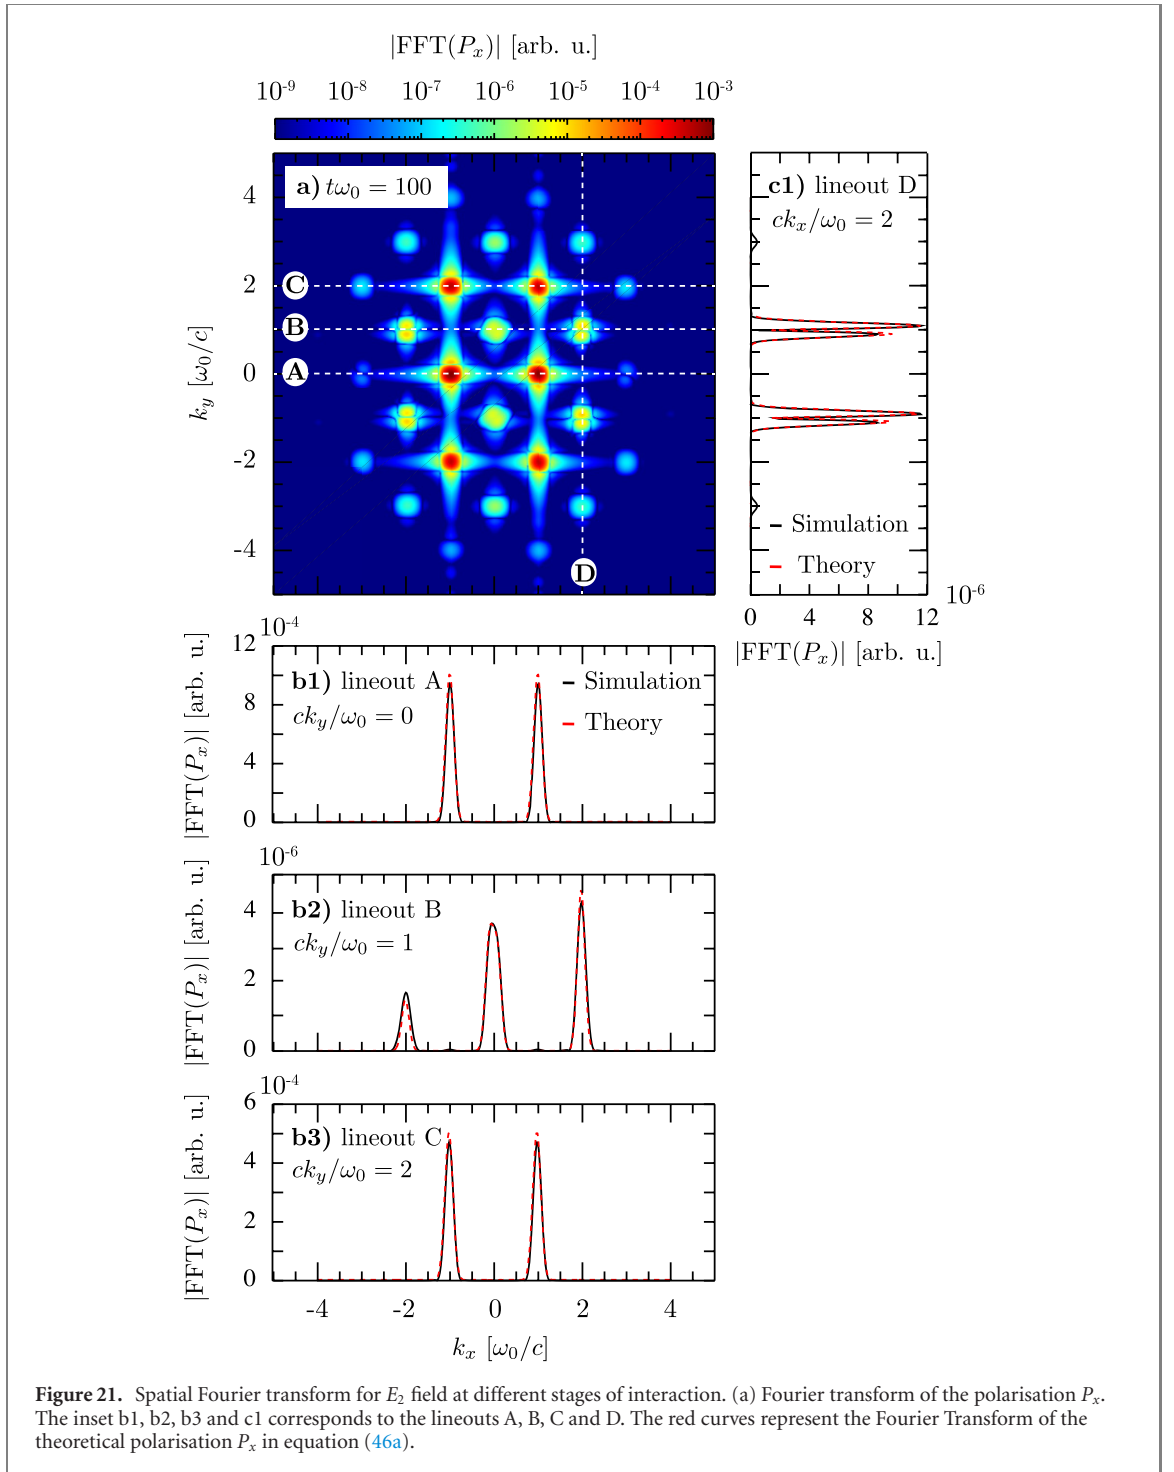 |FFT(Pₓ)| [arb. u.]
10⁻⁹ 10⁻⁸ 10⁻⁷ 10⁻⁶ 10⁻⁵ 10⁻⁴ 10⁻³
a) tω₀ = 100
c1) lineout D
ckₓ/ω₀ = 2
4
2
0
-2
-4
k_y [ω₀/c]
C
B
A
D
Simulation
Theory
10⁻⁶
0 4 8 12
|FFT(Pₓ)| [arb. u.]
10⁻⁴
12
8
4
0
|FFT(Pₓ)| [arb. u.]
b1) lineout A
ck_y/ω₀ = 0
Simulation
Theory
10⁻⁶
4
2
0
|FFT(Pₓ)| [arb. u.]
b2) lineout B
ck_y/ω₀ = 1
10⁻⁴
6
4
2
0
|FFT(Pₓ)| [arb. u.]
b3) lineout C
ck_y/ω₀ = 2
-4 -2 0 2 4
kₓ [ω₀/c]
Figure 21. Spatial Fourier transform for E₂ field at different stages of interaction. (a) Fourier transform of the polarisation Pₓ.
The inset b1, b2, b3 and c1 corresponds to the lineouts A, B, C and D. The red curves represent the Fourier Transform of the
theoretical polarisation Pₓ in equation (46a).